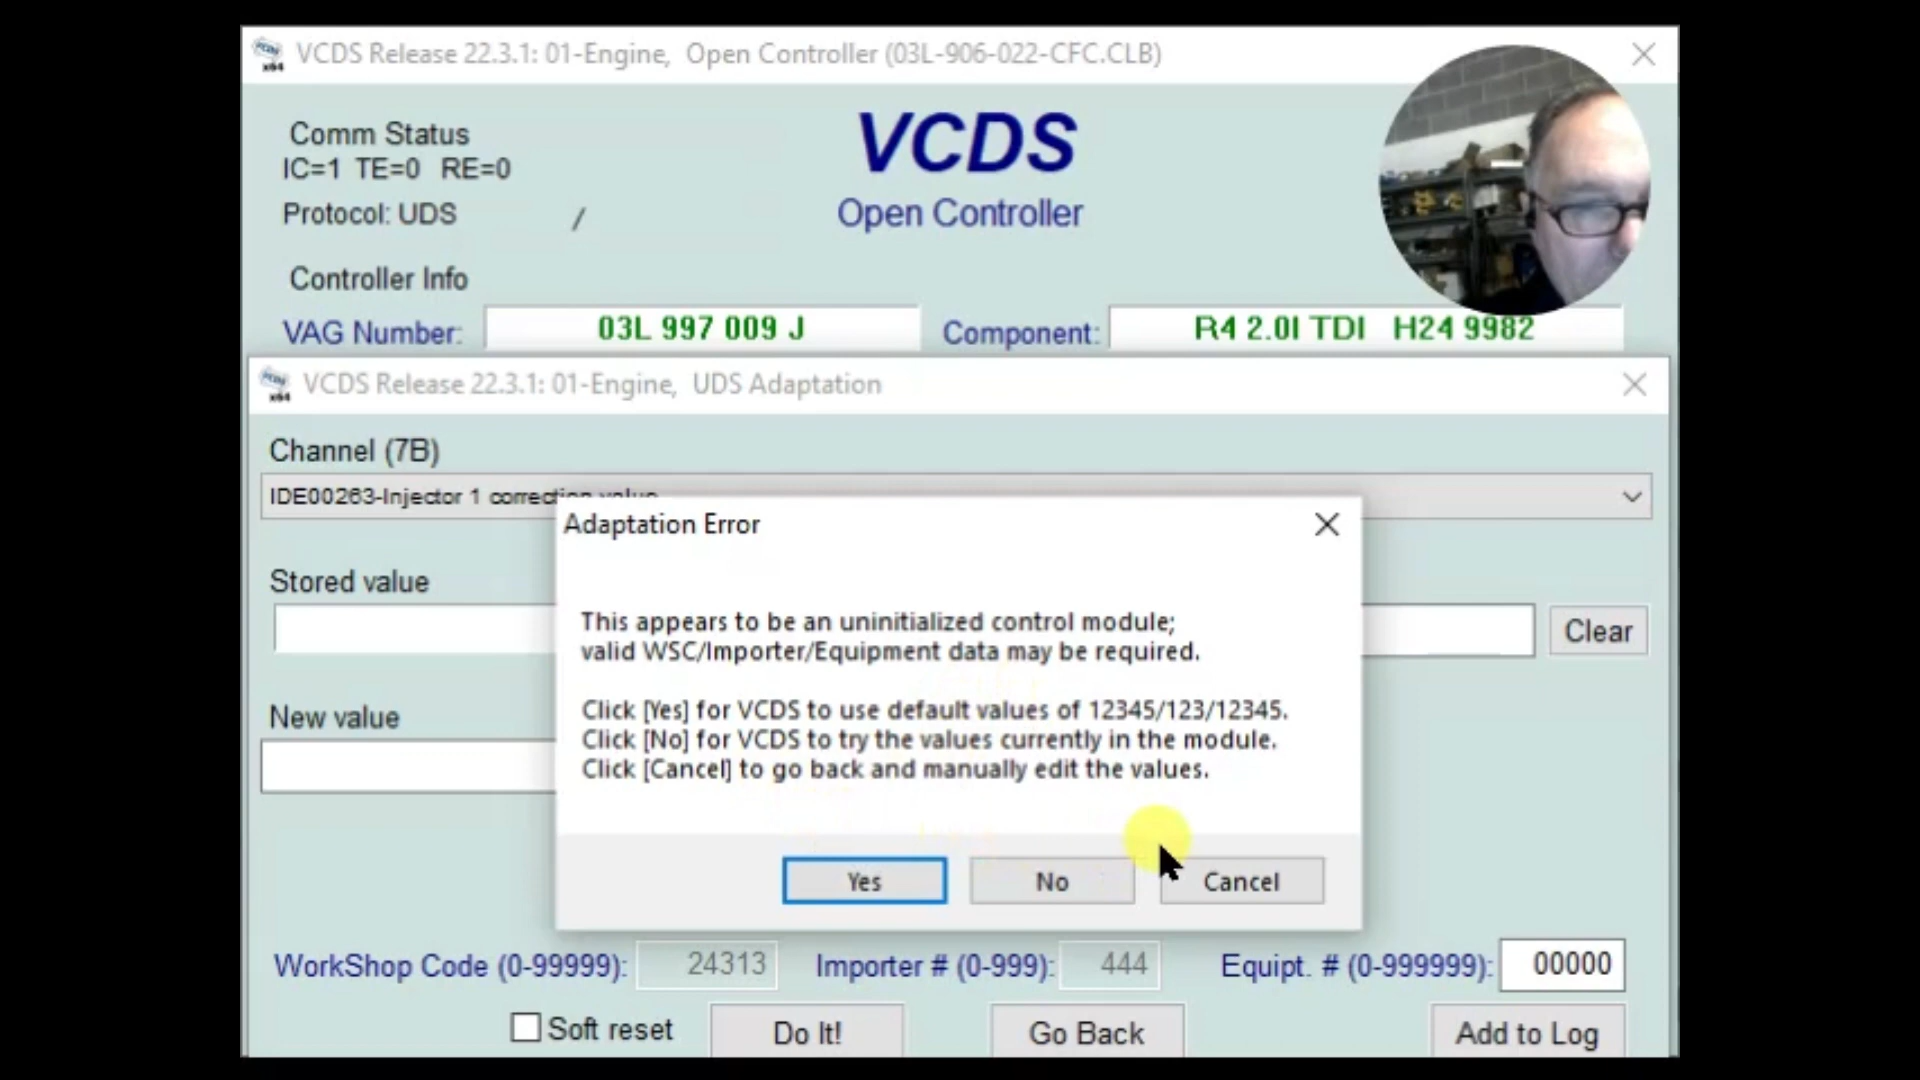 VCDS Release 22.3.1: 01-Engine,  Open Controller (03L-906-022-CFC.CLB)
Comm Status
IC=1  TE=0   RE=0
Protocol: UDS
/
VCDS
Open Controller
Controller Info
VAG Number: 03L 997 009 J Component: R4 2.0l TDI   H24 9982
VCDS Release 22.3.1: 01-Engine,  UDS Adaptation
Channel (7B)
IDE00263-Injector 1 correction value
Adaptation Error
Stored value
This appears to be an uninitialized control module;
valid WSC/Importer/Equipment data may be required.
Clear
Click [Yes] for VCDS to use default values of 12345/123/12345.
Click [No] for VCDS to try the values currently in the module.
Click [Cancel] to go back and manually edit the values.
New value
Yes No Cancel
WorkShop Code (0-99999): 24313 Importer # (0-999): 444 Equipt. # (0-999999): 00000
Soft reset Do It! Go Back Add to Log